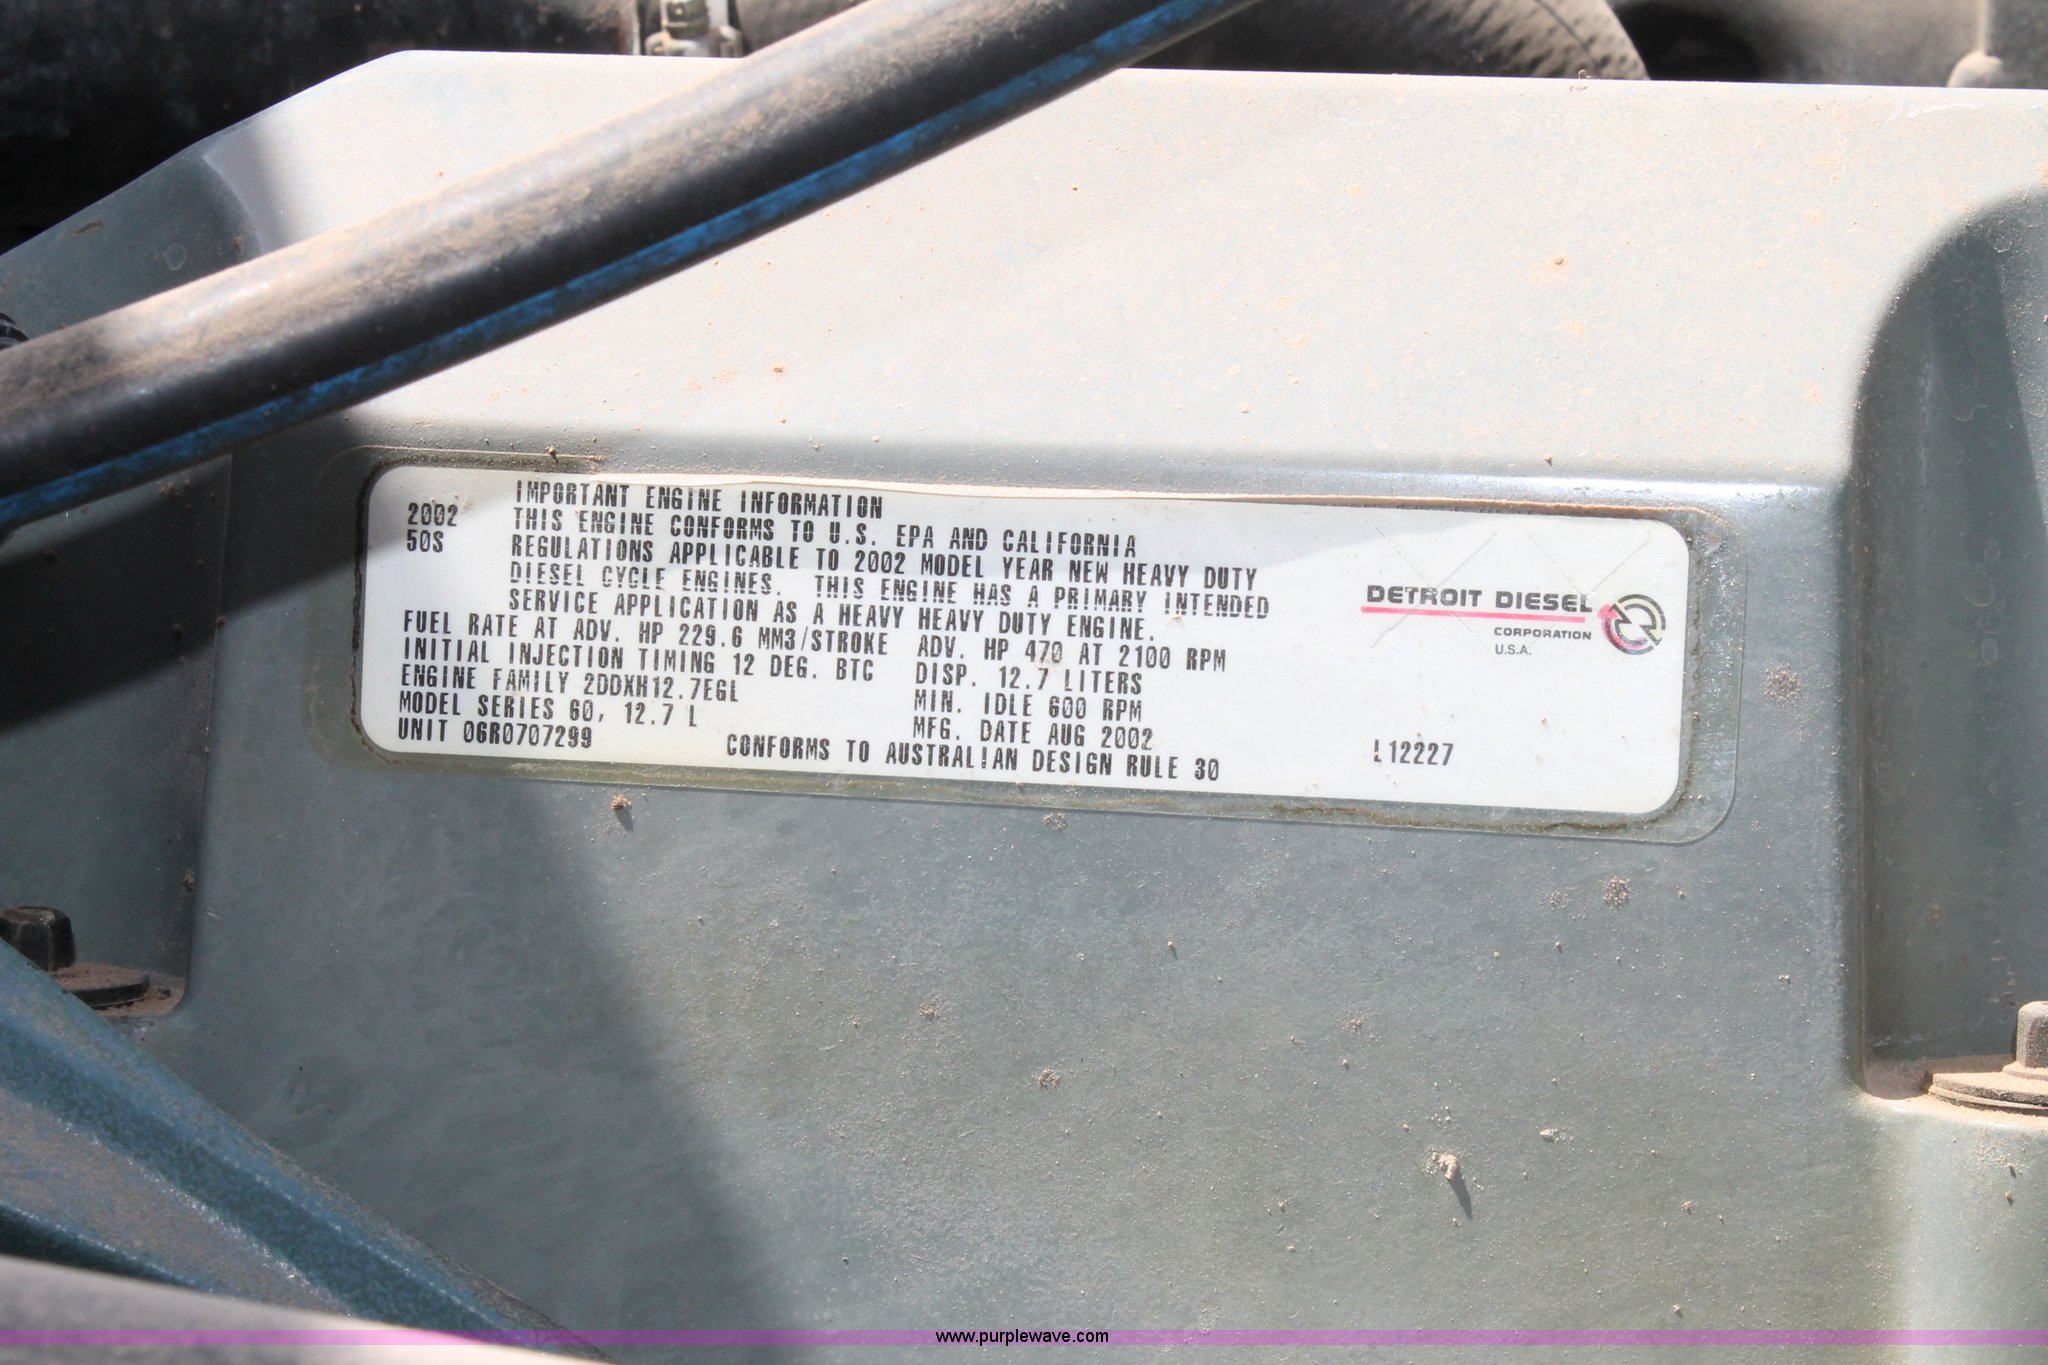 2002
50S
IMPORTANT ENGINE INFORMATION
THIS ENGINE CONFORMS TO U.S. EPA AND CALIFORNIA
REGULATIONS APPLICABLE TO 2002 MODEL YEAR NEW HEAVY DUTY
DIESEL CYCLE ENGINES. THIS ENGINE HAS A PRIMARY INTENDED
SERVICE APPLICATION AS A HEAVY HEAVY DUTY ENGINE.
FUEL RATE AT ADV. HP 229.6 MM3/STROKE ADV. HP 470 AT 2100 RPM
INITIAL INJECTION TIMING 12 DEG. BTC DISP. 12.7 LITERS
ENGINE FAMILY 2DDXH12.7EGL MIN. IDLE 600 RPM
MODEL SERIES 60, 12.7 L MFG. DATE AUG 2002
UNIT 06R0707299 CONFORMS TO AUSTRALIAN DESIGN RULE 30
DETROIT DIESEL
CORPORATION
U.S.A.
L12227
www.purplewave.com